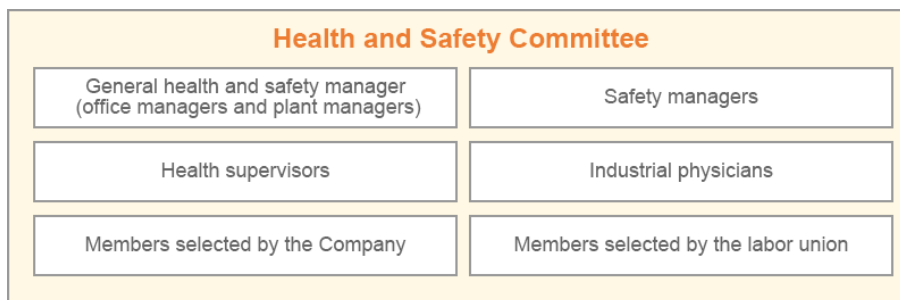 Health and Safety Committee
General health and safety manager
(office managers and plant managers)
Safety managers
Health supervisors
Industrial physicians
Members selected by the Company
Members selected by the labor union